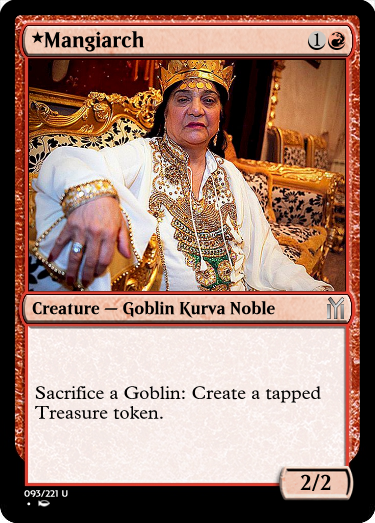 ★Mangiarch 1
Creature — Goblin Kurva Noble
Sacrifice a Goblin: Create a tapped
Treasure token.
2/2
093/221 U